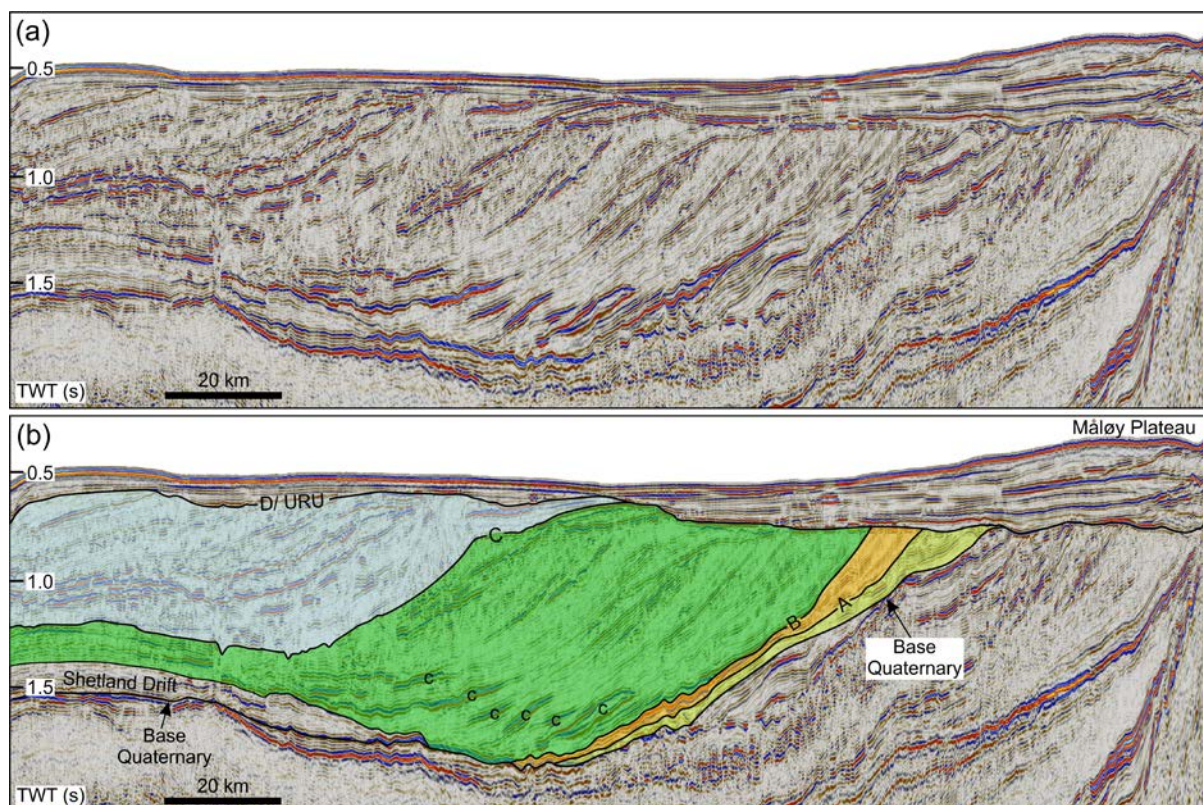 (a)
0.5
1.0
1.5
TWT (s)
20 km
(b)
Måløy Plateau
0.5
D/ URU
C
1.0
B
A
Base
Quaternary
c
c
c
c
c
c
Shetland Drift
1.5
Base
Quaternary
TWT (s)
20 km